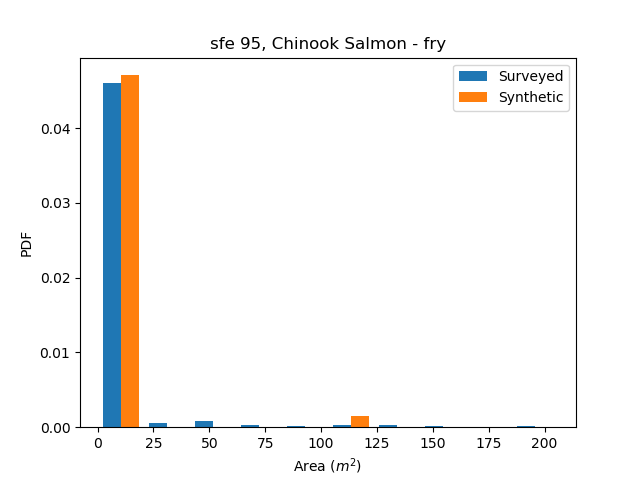 sfe 95, Chinook Salmon - fry
Surveyed
Synthetic
0.04
0.03
0.02
0.01
0.00
PDF
0 25 50 75 100 125 150 175 200
Area (m²)